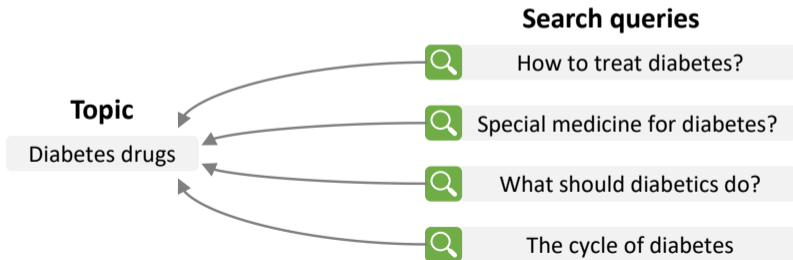 Search queries
How to treat diabetes?
Topic
Special medicine for diabetes?
Diabetes drugs
What should diabetics do?
The cycle of diabetes